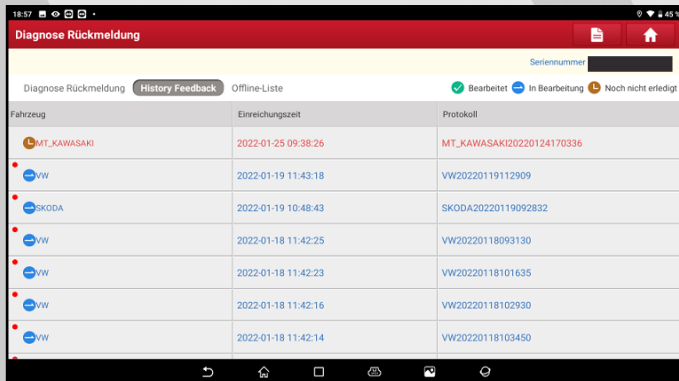 18:57
45 %
Diagnose Rückmeldung
Seriennummer
Diagnose Rückmeldung History Feedback Offline-Liste Bearbeitet In Bearbeitung Noch nicht erledigt
Fahrzeug Einreichungszeit Protokoll
MT_KAWASAKI 2022-01-25 09:38:26 MT_KAWASAKI20220124170336
VW 2022-01-19 11:43:18 VW20220119112909
SKODA 2022-01-19 10:48:43 SKODA20220119092832
VW 2022-01-18 11:42:25 VW20220118093130
VW 2022-01-18 11:42:23 VW20220118101635
VW 2022-01-18 11:42:16 VW20220118102930
VW 2022-01-18 11:42:14 VW20220118103450